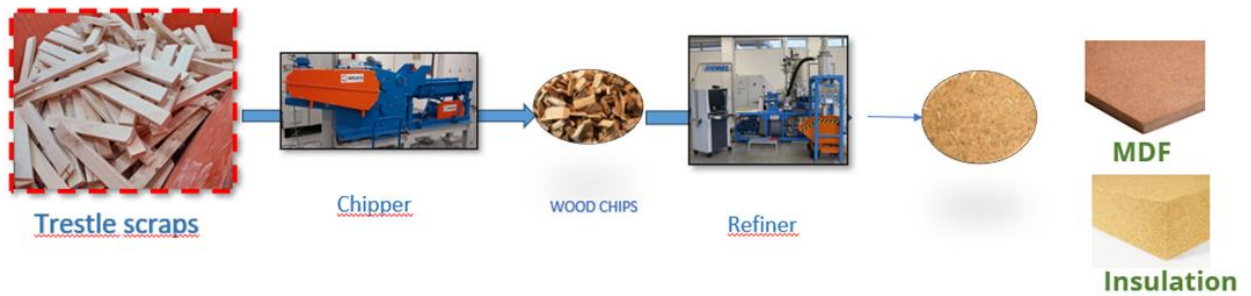 Trestle scraps
Chipper
WOOD CHIPS
Refiner
MDF
Insulation